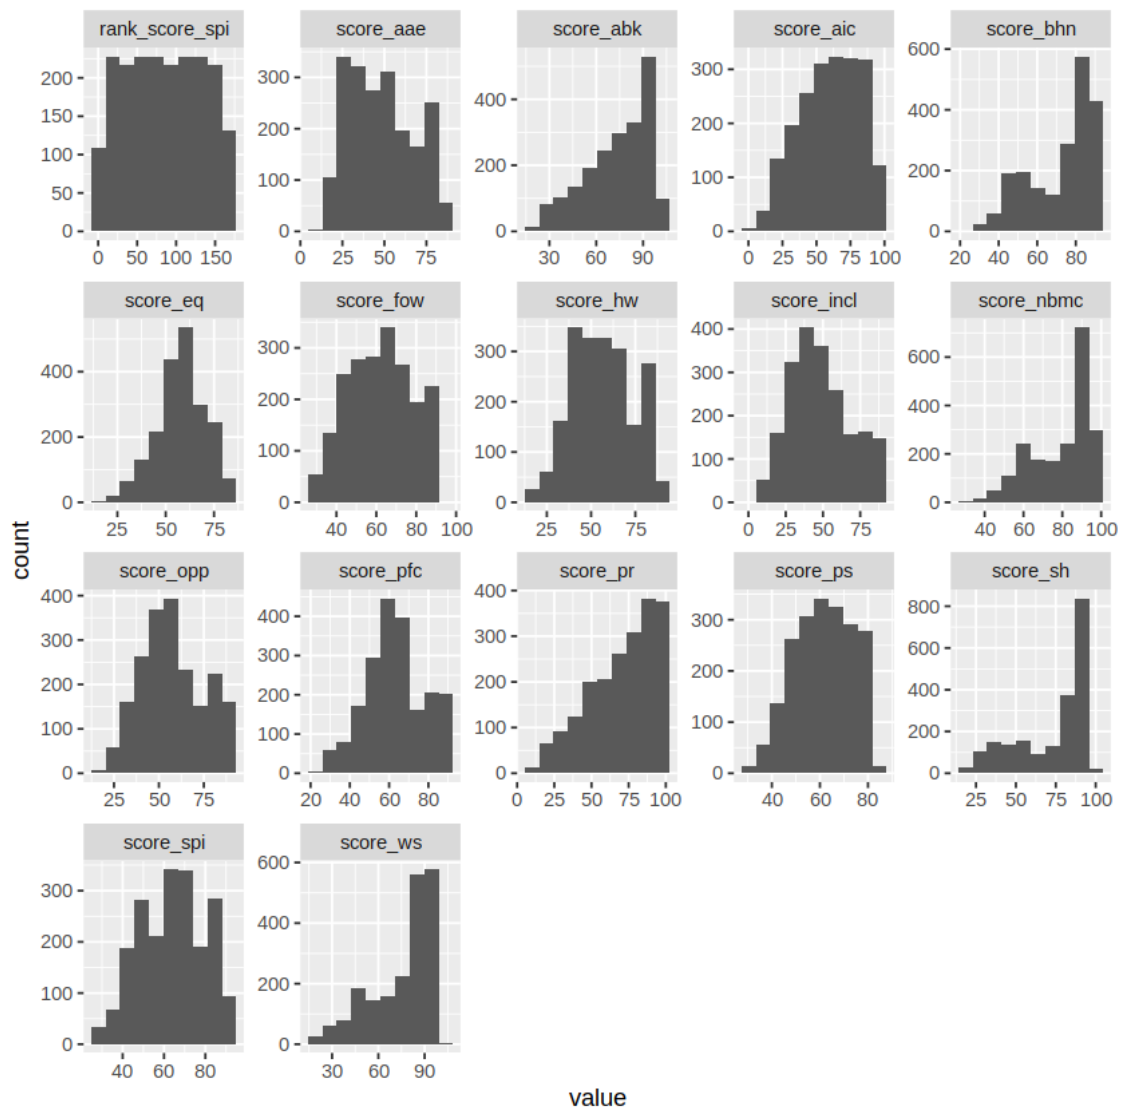 rank_score_spi score_aae score_abk score_aic score_bhn
200 150 100 50 0
300 200 100 0
400 200 0
300 200 100 0
600 400 200 0
0 50 100 150
0 25 50 75
30 60 90
0 25 50 75 100
20 40 60 80
score_eq score_fow score_hw score_incl score_nbmc
400 200 0
300 200 100 0
300 200 100 0
400 300 200 100 0
600 400 200 0
25 50 75
40 60 80 100
25 50 75
0 25 50 75
40 60 80 100
count
score_opp score_pfc score_pr score_ps score_sh
400 300 200 100 0
400 300 200 100 0
400 300 200 100 0
300 200 100 0
800 600 400 200 0
25 50 75
20 40 60 80
0 25 50 75 100
40 60 80
25 50 75 100
score_spi score_ws
300 200 100 0
600 400 200 0
40 60 80
30 60 90
value